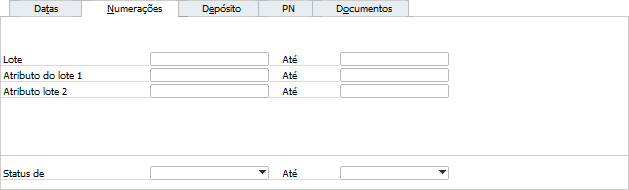 Datas Numerações Depósito PN Documentos
Lote Até
Atributo do lote 1 Até
Atributo lote 2 Até
Status de Até